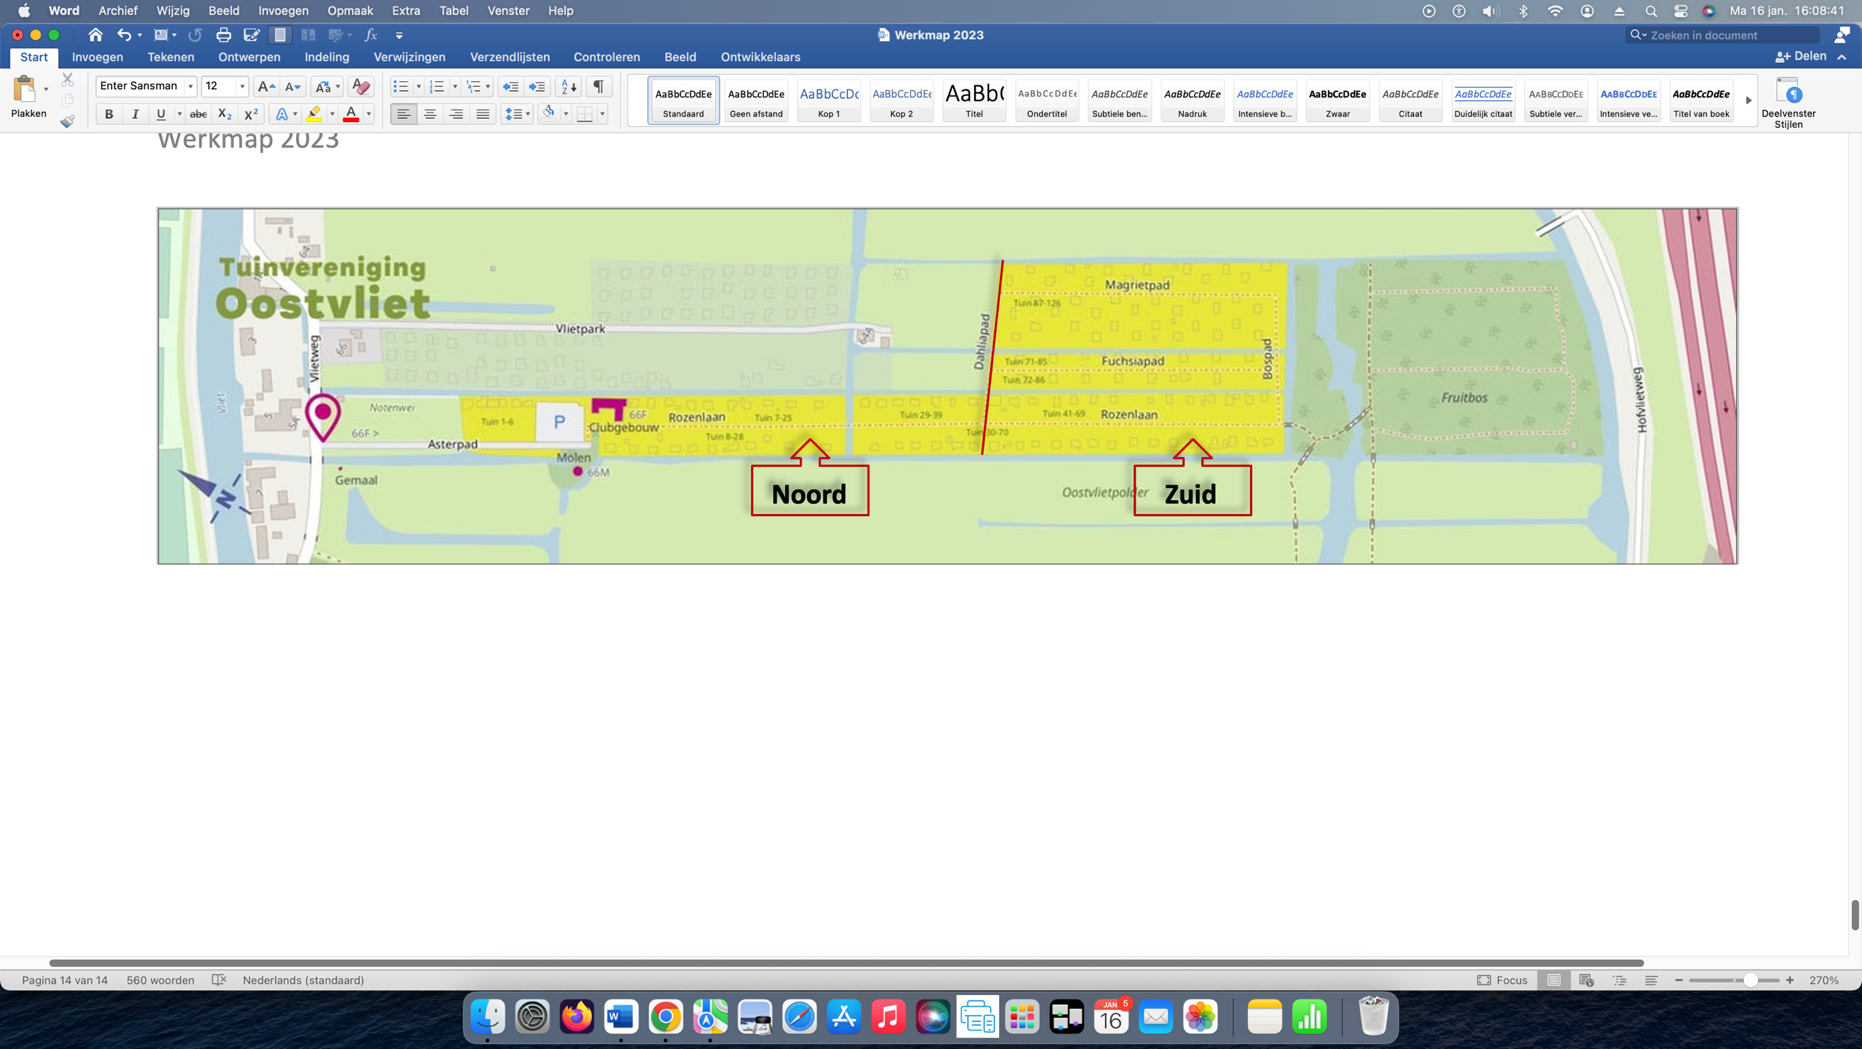 Word Archief Wijzig Beeld Invoegen Opmaak Extra Tabel Venster Help Ma 16 jan. 16:08:41
Werkmap 2023 Zoeken in document
Start Invoegen Tekenen Ontwerpen Indeling Verwijzingen Verzendlijsten Controleren Beeld Ontwikkelaars Delen
Plakken
Enter Sansman 12
AaBbCcDdEe AaBbCcDdEe AaBbCcDc AaBbCcDdEe AaBbC AaBbCcDdEe AaBbCcDdEe AaBbCcDdEe AaBbCcDdEe AaBbCcDdEe AaBbCcDdEe AaBbCcDdEe AaBbCcDdEe AaBbCcDdEe AaBbCcDdEe
Standaard Geen afstand Kop 1 Kop 2 Titel Ondertitel Subtiele ben... Nadruk Intensieve b... Zwaar Citaat Duidelijk citaat Subtiele ver... Intensieve ve... Titel van boek
Deelvenster
Stijlen
Werkmap 2023
Tuinvereniging
Oostvliet
Vlietpark
Vlietweg
Vliet
Notenwei
66F >
Asterpad
Gemaal
N
Tuin 1-6
P
66F
Clubgebouw
Molen
66M
Rozenlaan
Tuin 7-25
Tuin 8-28
Tuin 29-39
Tuin 30-70
Dahliapad
Magrietpad
Tuin 87-126
Tuin 71-85
Fuchsiapad
Tuin 72-86
Bospad
Tuin 41-69
Rozenlaan
Fruitbos
Hofvlietweg
Oostvlietpolder
Noord
Zuid
Pagina 14 van 14 560 woorden Nederlands (standaard) Focus 270%
JAN 5
16